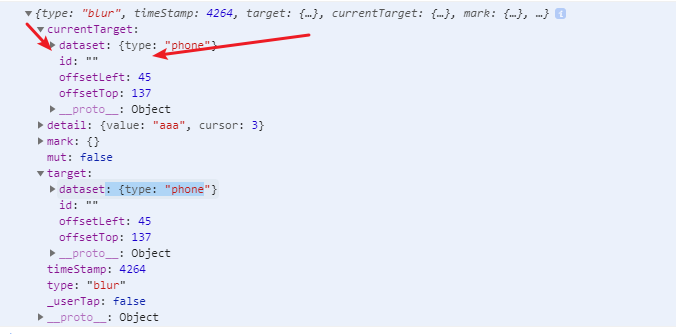 {type: "blur", timeStamp: 4264, target: {…}, currentTarget: {…}, mark: {…}, …} i
currentTarget:
dataset: {type: "phone"}
id: ""
offsetLeft: 45
offsetTop: 137
__proto__: Object
detail: {value: "aaa", cursor: 3}
mark: {}
mut: false
target:
dataset: {type: "phone"}
id: ""
offsetLeft: 45
offsetTop: 137
__proto__: Object
timeStamp: 4264
type: "blur"
_userTap: false
__proto__: Object